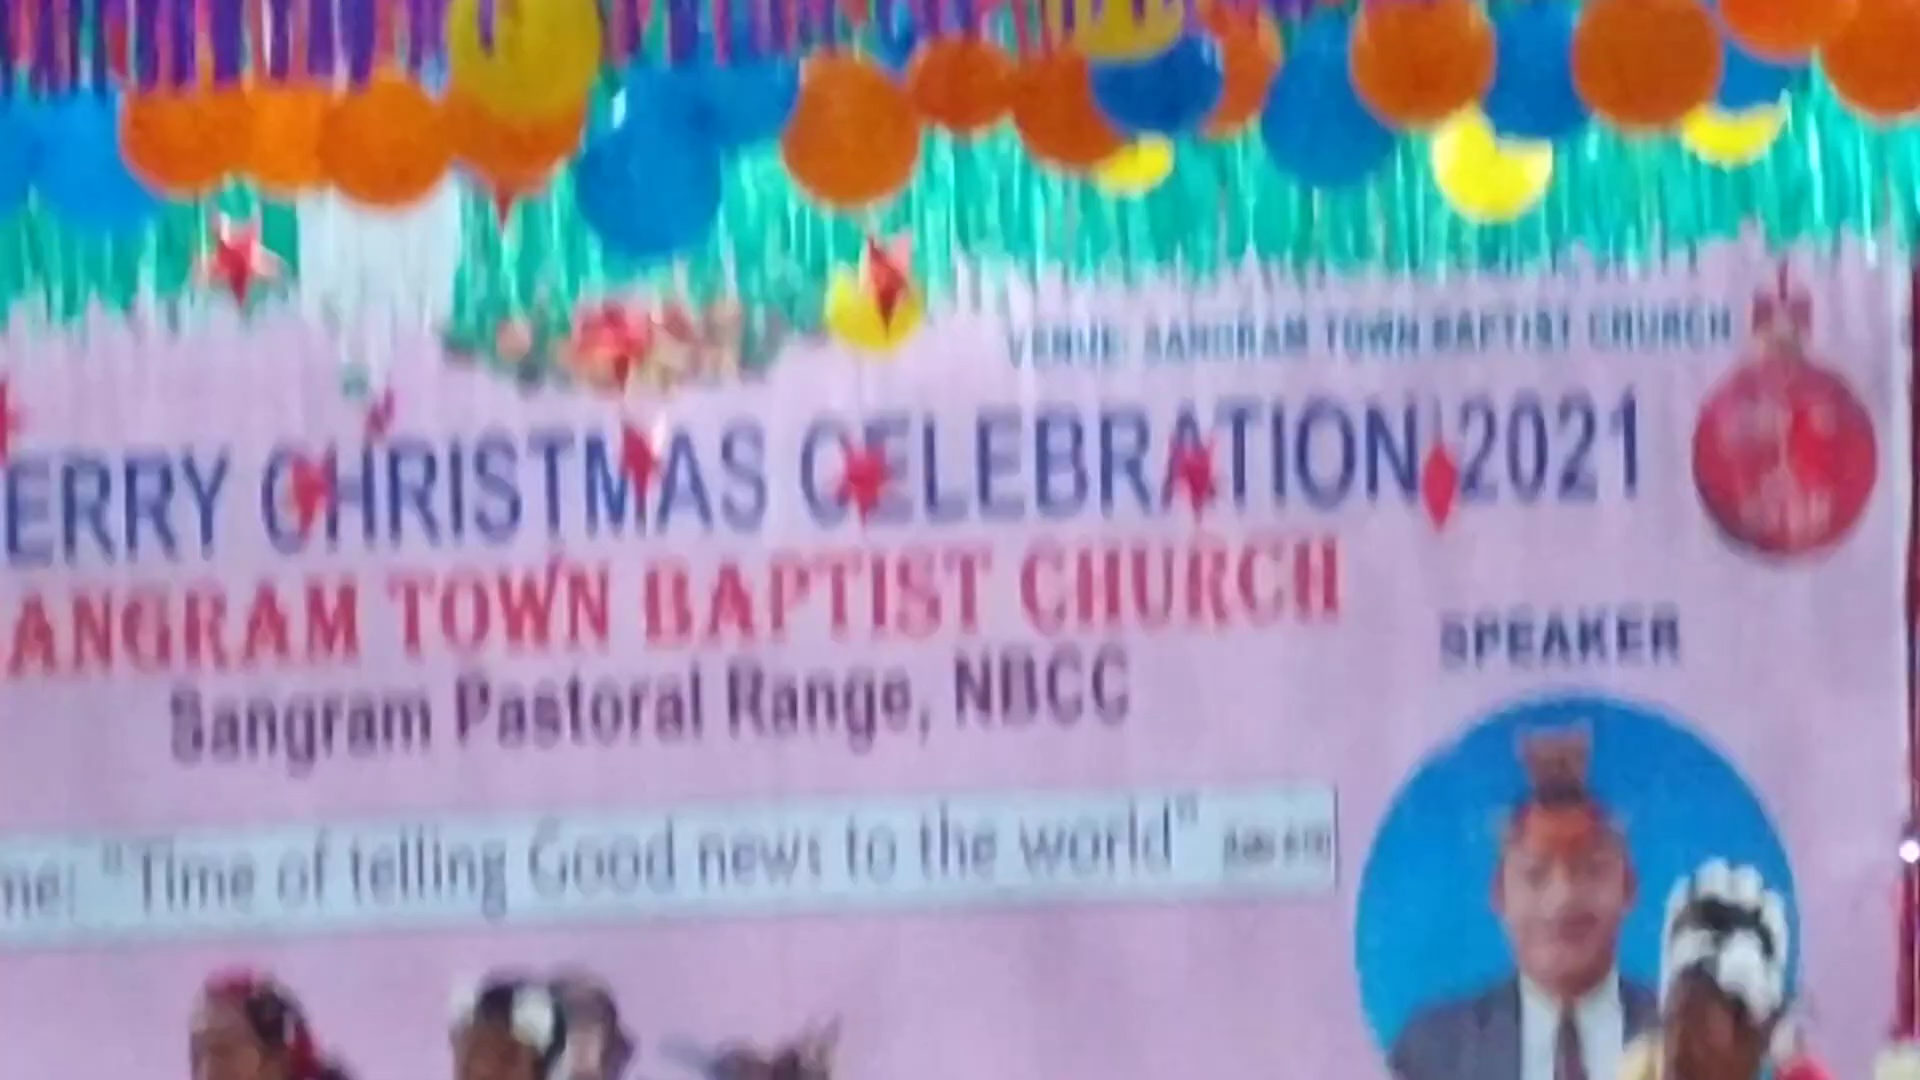 VENUE: SANGRAM TOWN BAPTIST CHURCH
ERRY CHRISTMAS CELEBRATION 2021
ANGRAM TOWN BAPTIST CHURCH
Sangram Pastoral Range, NBCC
SPEAKER
me: "Time of telling Good news to the world"